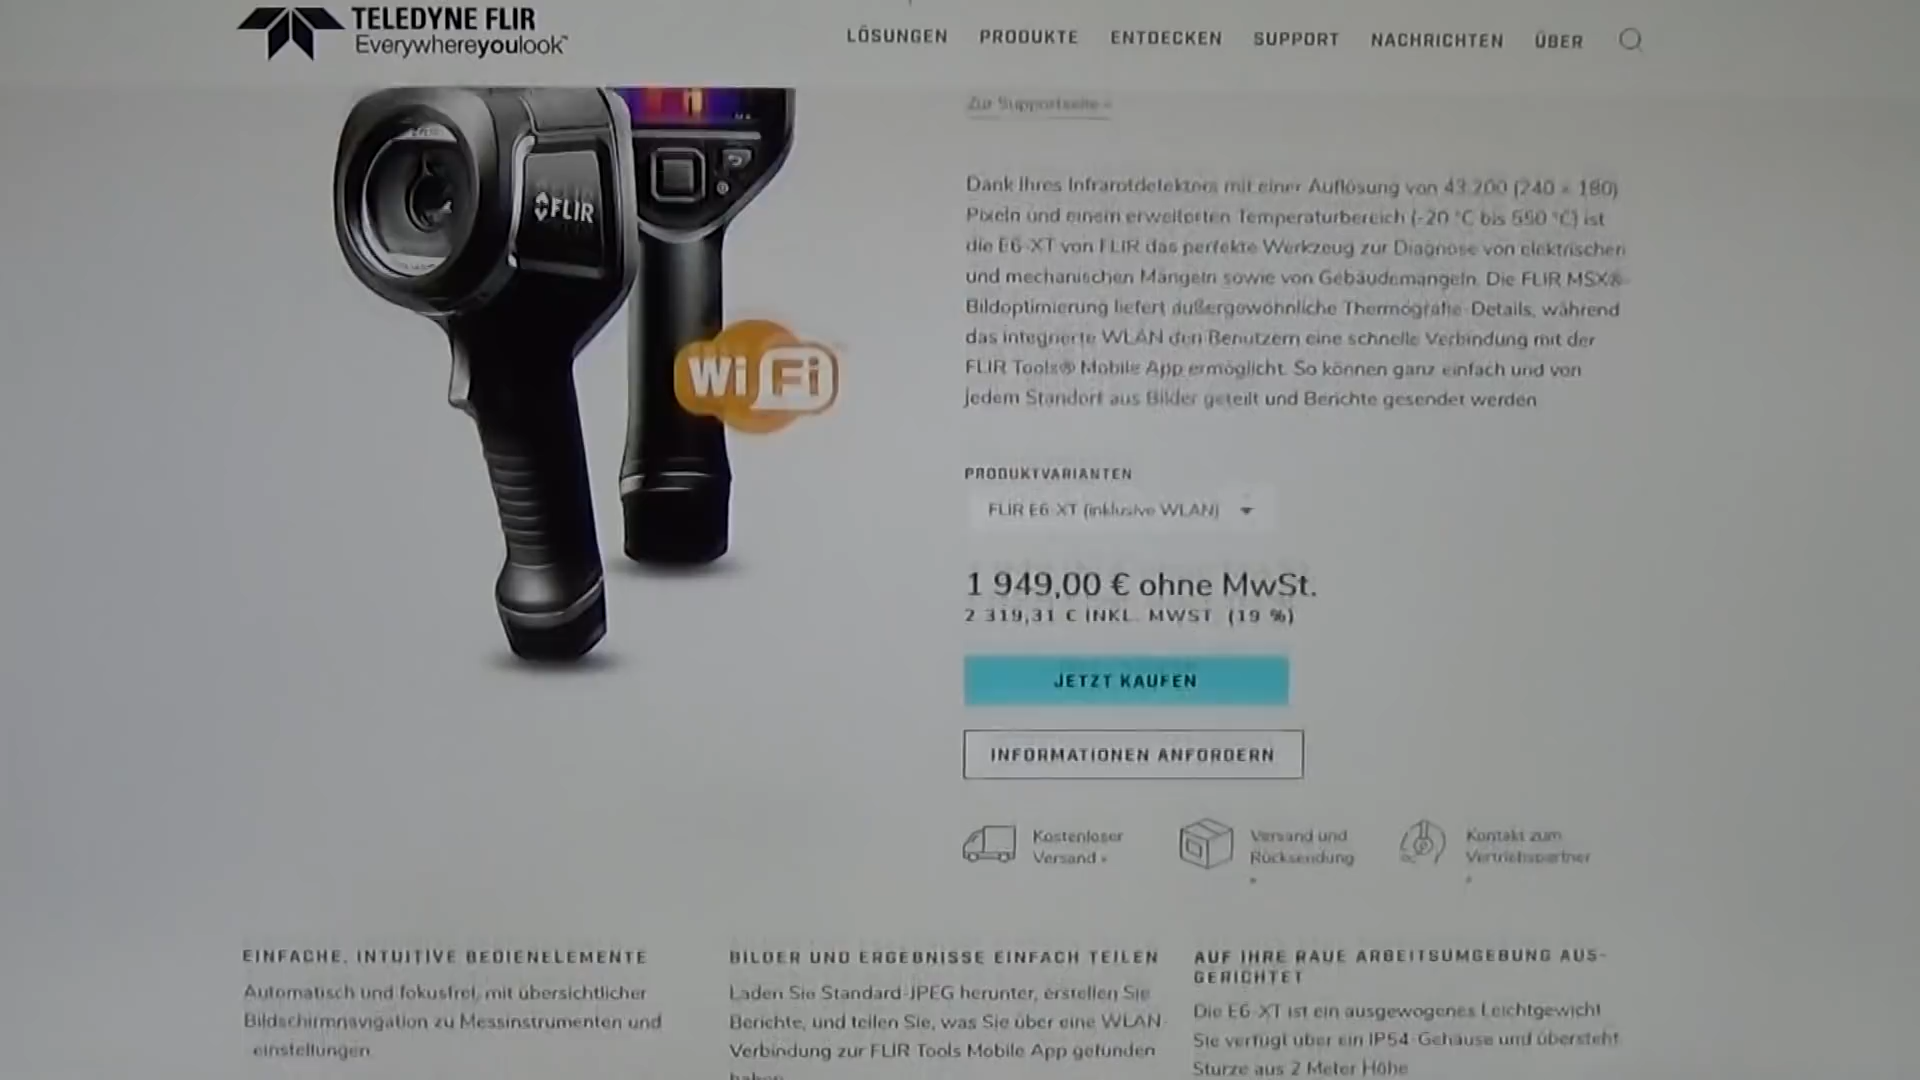 TELEDYNE FLIR
Everywhereyoulook™
LÖSUNGEN PRODUKTE ENTDECKEN SUPPORT NACHRICHTEN ÜBER
FLIR
WiFi
Zur Supportseite »
Dank ihres Infrarotdetektors mit einer Auflösung von 43.200 (240 × 180)
Pixeln und einem erweiterten Temperaturbereich (-20 °C bis 550 °C) ist
die E6-XT von FLIR das perfekte Werkzeug zur Diagnose von elektrischen
und mechanischen Mängeln sowie von Gebäudemängeln. Die FLIR MSX®-
Bildoptimierung liefert außergewöhnliche Thermografie-Details, während
das integrierte WLAN den Benutzern eine schnelle Verbindung mit der
FLIR Tools® Mobile App ermöglicht. So können ganz einfach und von
jedem Standort aus Bilder geteilt und Berichte gesendet werden
PRODUKTVARIANTEN
FLIR E6-XT (inklusive WLAN)
1 949,00 € ohne MwSt.
2 319,31 € INKL. MWST. (19 %)
JETZT KAUFEN
INFORMATIONEN ANFORDERN
Kostenloser
Versand »
Versand und
Rücksendung
»
Kontakt zum
Vertriebspartner
»
EINFACHE, INTUITIVE BEDIENELEMENTE
Automatisch und fokusfrei, mit übersichtlicher
Bildschirmnavigation zu Messinstrumenten und
-einstellungen
BILDER UND ERGEBNISSE EINFACH TEILEN
Laden Sie Standard-JPEG herunter, erstellen Sie
Berichte, und teilen Sie, was Sie über eine WLAN-
Verbindung zur FLIR Tools Mobile App gefunden
haben
AUF IHRE RAUE ARBEITSUMGEBUNG AUS-
GERICHTET
Die E6-XT ist ein ausgewogenes Leichtgewicht
Sie verfügt über ein IP54-Gehäuse und übersteht
Stürze aus 2 Meter Höhe